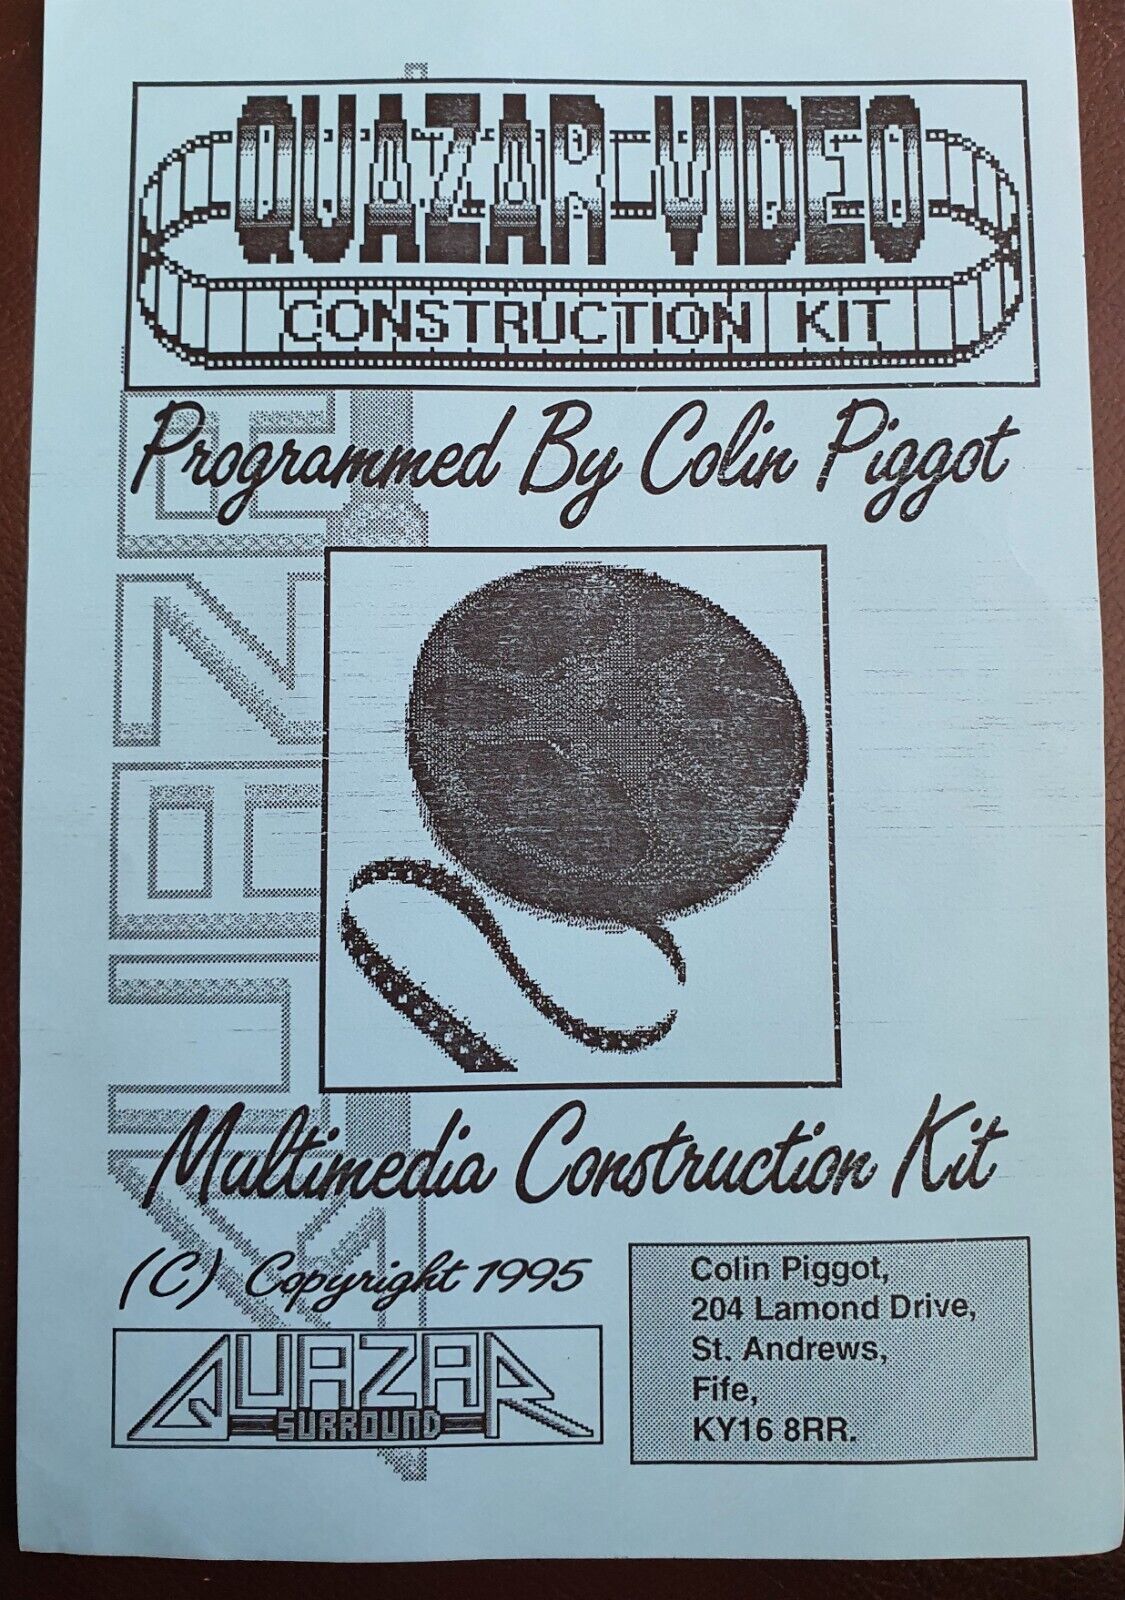 QUAZAR-VIDEO
CONSTRUCTION KIT
Programmed By Colin Piggot
Multimedia Construction Kit
(C) Copyright 1995
QUAZAR
SURROUND
Colin Piggot,
204 Lamond Drive,
St. Andrews,
Fife,
KY16 8RR.